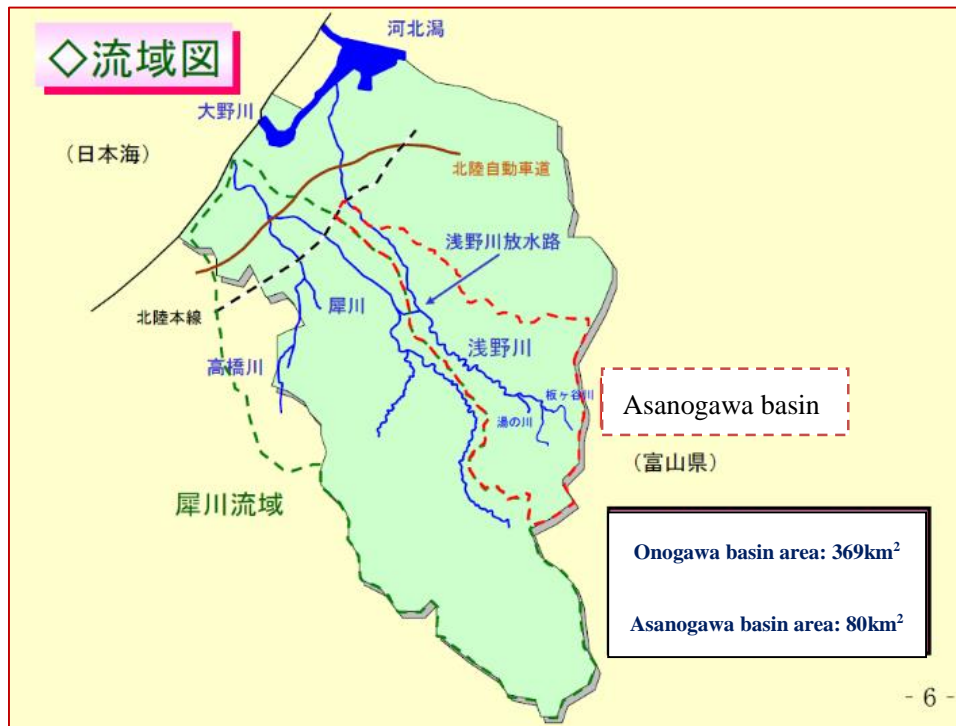 ◇流域図
河北潟
大野川
(日本海)
北陸自動車道
浅野川放水路
北陸本線
犀川
浅野川
高橋川
板ヶ谷川
湯の川
Asanogawa basin
(富山県)
犀川流域
Onogawa basin area: 369km²
Asanogawa basin area: 80km²
- 6 -